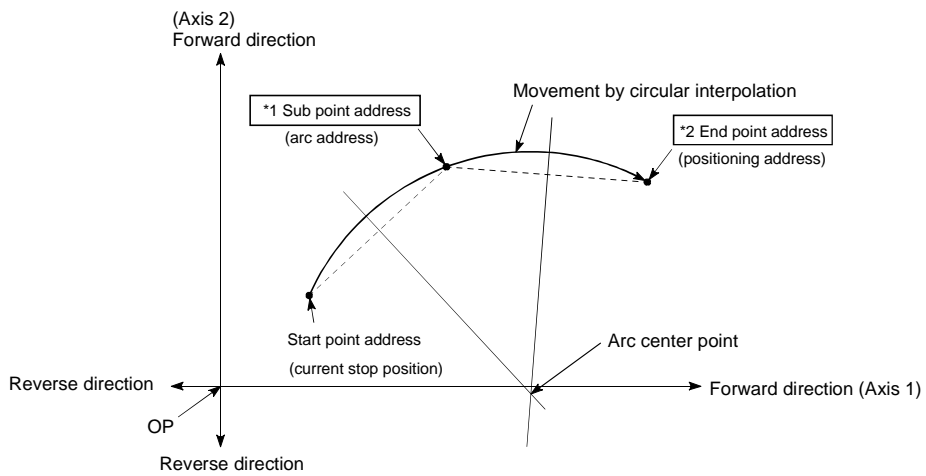 (Axis 2)
Forward direction
Movement by circular interpolation
*1 Sub point address
(arc address)
*2 End point address
(positioning address)
Start point address
(current stop position)
Arc center point
Reverse direction
Forward direction (Axis 1)
OP
Reverse direction